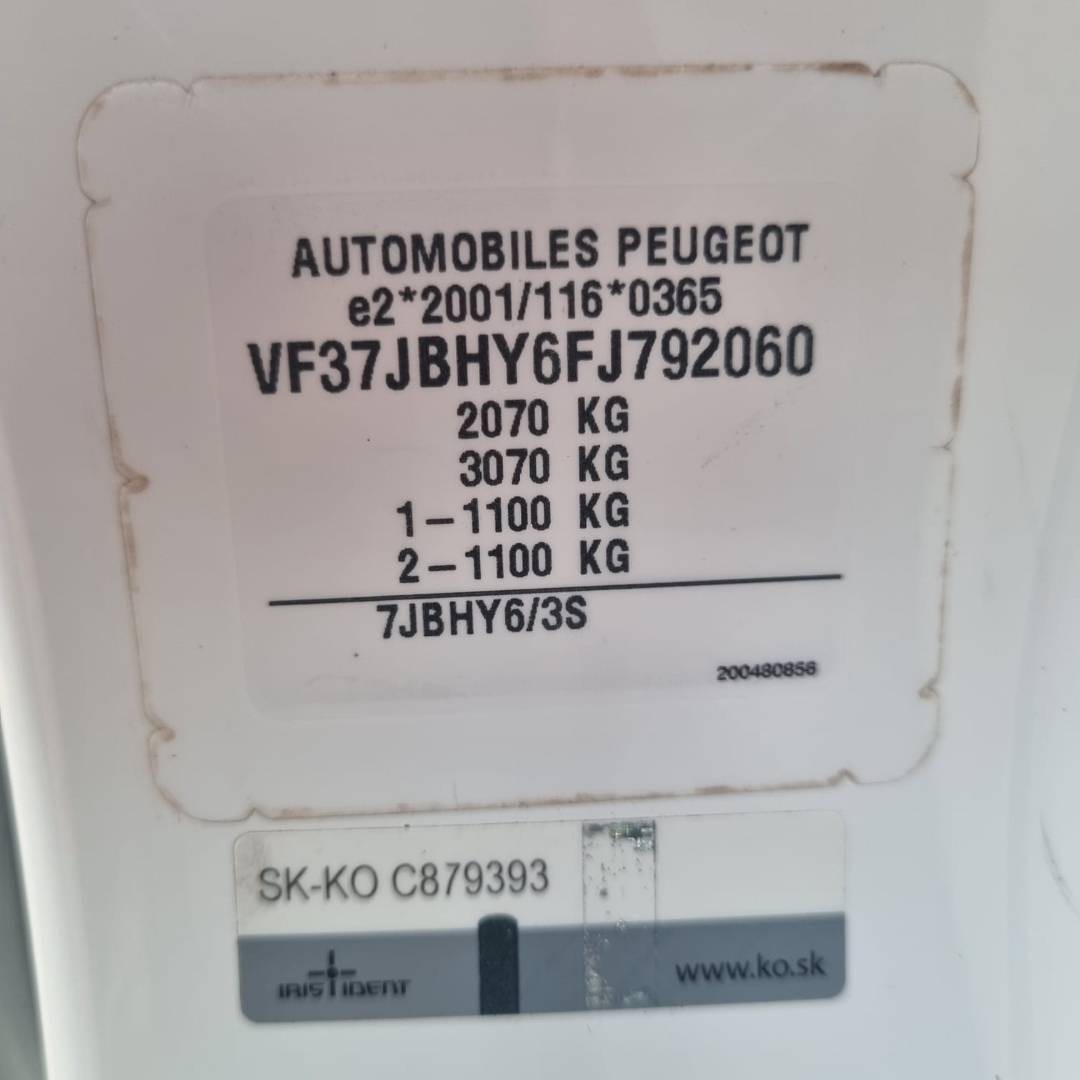 AUTOMOBILES PEUGEOT
e2*2001/116*0365
VF37JBHY6FJ792060
2070 KG
3070 KG
1-1100 KG
2-1100 KG
7JBHY6/3S
200480856
SK-KO C879393
IRIS IDENT
www.ko.sk